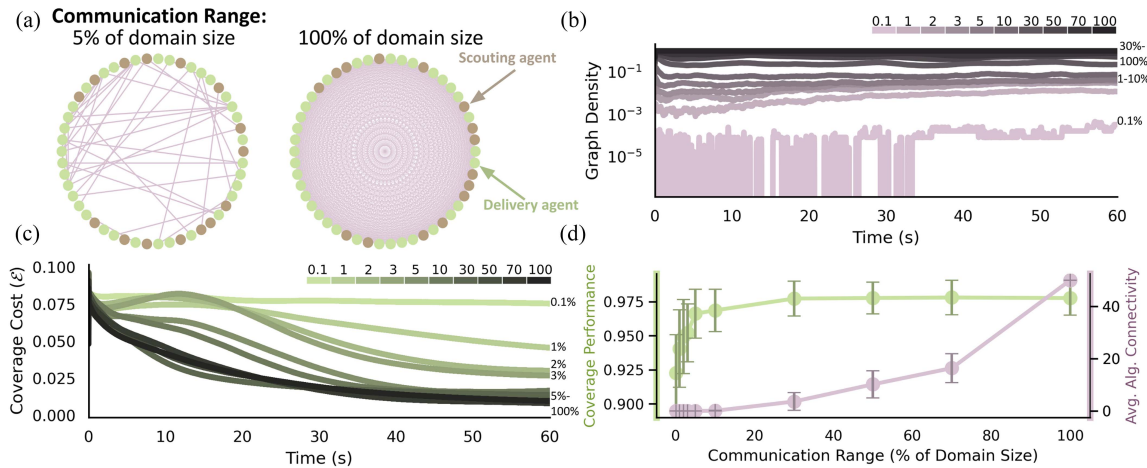 (a)
Communication Range:
5% of domain size
100% of domain size
Scouting agent
Delivery agent
(b)
0.1 1 2 3 5 10 30 50 70 100
Graph Density
10⁻¹
10⁻³
10⁻⁵
30%-
100%
1-10%
0.1%
0 10 20 30 40 50 60
Time (s)
(c)
0.1 1 2 3 5 10 30 50 70 100
Coverage Cost (ℰ)
0.100
0.075
0.050
0.025
0.000
0.1%
1%
2%
3%
5%-
100%
0 10 20 30 40 50 60
Time (s)
(d)
Coverage Performance
0.975
0.950
0.925
0.900
40
20
0
Avg. Alg. Connectivity
0 20 40 60 80 100
Communication Range (% of Domain Size)